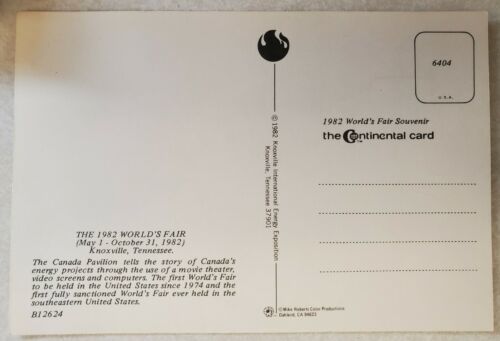 6404
U.S.A.
1982 World's Fair Souvenir
the Continental card
© 1982 Knoxville International Energy Exposition
Knoxville, Tennessee 37901
THE 1982 WORLD'S FAIR
(May 1 - October 31, 1982)
Knoxville, Tennessee.
The Canada Pavilion tells the story of Canada's
energy projects through the use of a movie theater,
video screens and computers. The first World's Fair
to be held in the United States since 1974 and the
first fully sanctioned World's Fair ever held in the
southeastern United States.
B12624
©Mike Roberts Color Productions
Oakland, CA 94623